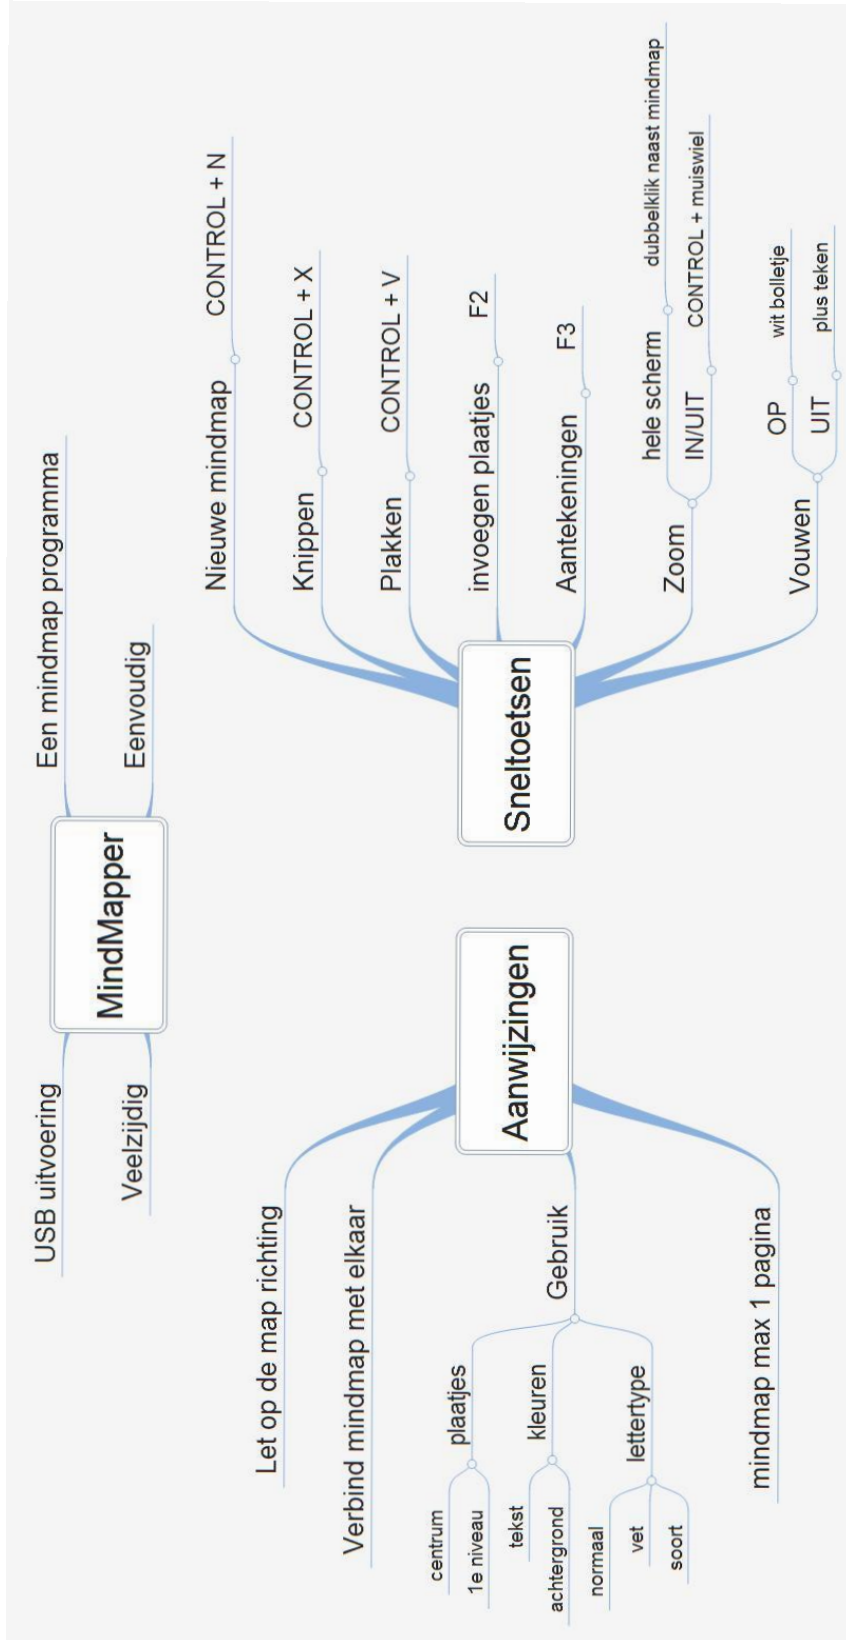 USB uitvoering
Veelzijdig
MindMapper
Een mindmap programma
Eenvoudig
Let op de map richting
Verbind mindmap met elkaar
Gebruik
plaatjes
centrum
1e niveau
kleuren
tekst
achtergrond
lettertype
normaal
vet
soort
mindmap max 1 pagina
Aanwijzingen
Sneltoetsen
Nieuwe mindmap
CONTROL + N
Knippen
CONTROL + X
Plakken
CONTROL + V
invoegen plaatjes
F2
Aantekeningen
F3
Zoom
hele scherm
dubbelklik naast mindmap
IN/UIT
CONTROL + muiswiel
Vouwen
OP
wit bolletje
UIT
plus teken